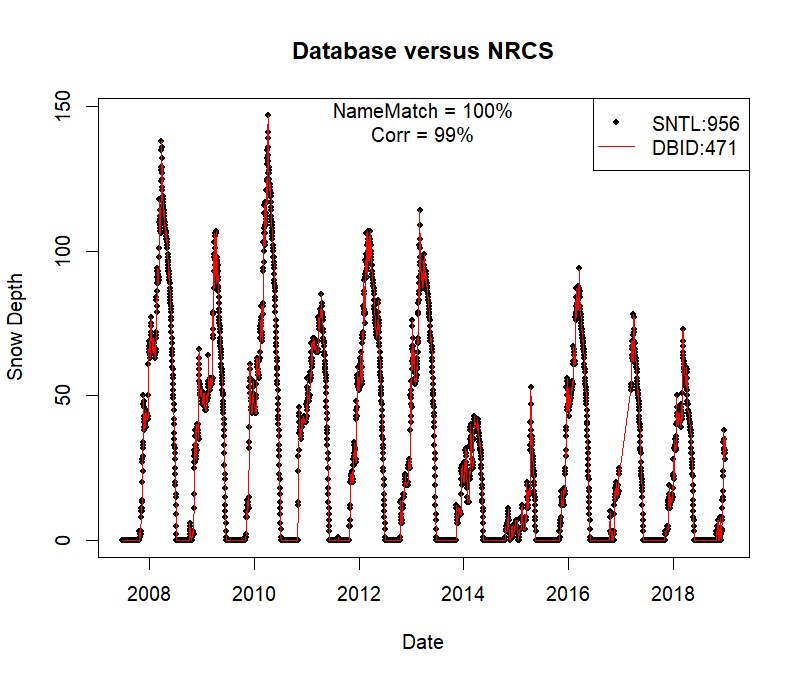 Database versus NRCS
NameMatch = 100%
Corr = 99%
SNTL:956
DBID:471
150
100
50
0
Snow Depth
2008 2010 2012 2014 2016 2018
Date